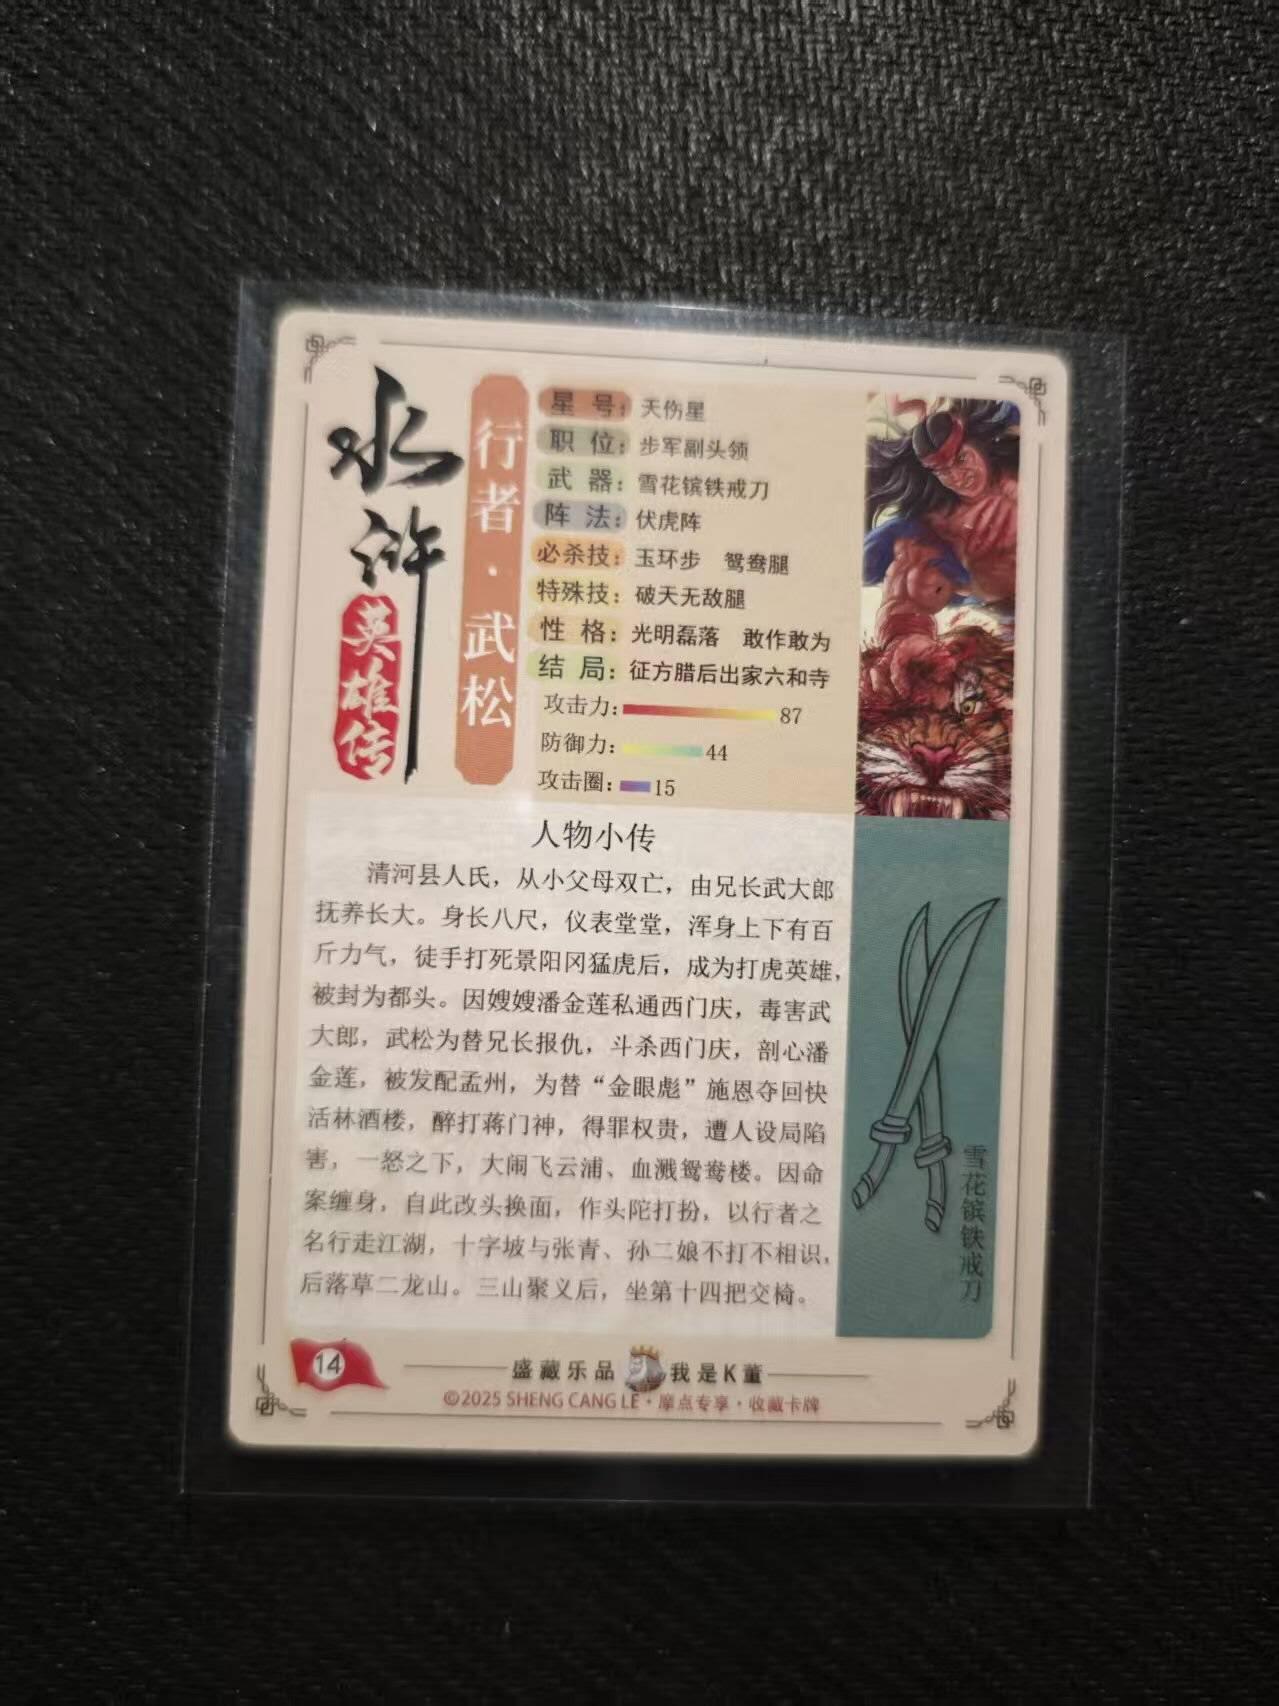 水浒
英雄传
行者·武松
星号：天伤星
职位：步军副头领
武器：雪花镔铁戒刀
阵法：伏虎阵
必杀技：玉环步 鸳鸯腿
特殊技：破天无敌腿
性格：光明磊落 敢作敢为
结局：征方腊后出家六和寺
攻击力：87
防御力：44
攻击圈：15
人物小传
清河县人氏，从小父母双亡，由兄长武大郎
抚养长大。身长八尺，仪表堂堂，浑身上下有百
斤力气，徒手打死景阳冈猛虎后，成为打虎英雄，
被封为都头。因嫂嫂潘金莲私通西门庆，毒害武
大郎，武松为替兄长报仇，斗杀西门庆，剖心潘
金莲，被发配孟州，为替“金眼彪”施恩夺回快
活林酒楼，醉打蒋门神，得罪权贵，遭人设局陷
害，一怒之下，大闹飞云浦、血溅鸳鸯楼。因命
案缠身，自此改头换面，作头陀打扮，以行者之
名行走江湖，十字坡与张青、孙二娘不打不相识，
后落草二龙山。三山聚义后，坐第十四把交椅。
雪花镔铁戒刀
14
盛藏乐品 我是K董
©2025 SHENG CANG LE·摩点专享·收藏卡牌